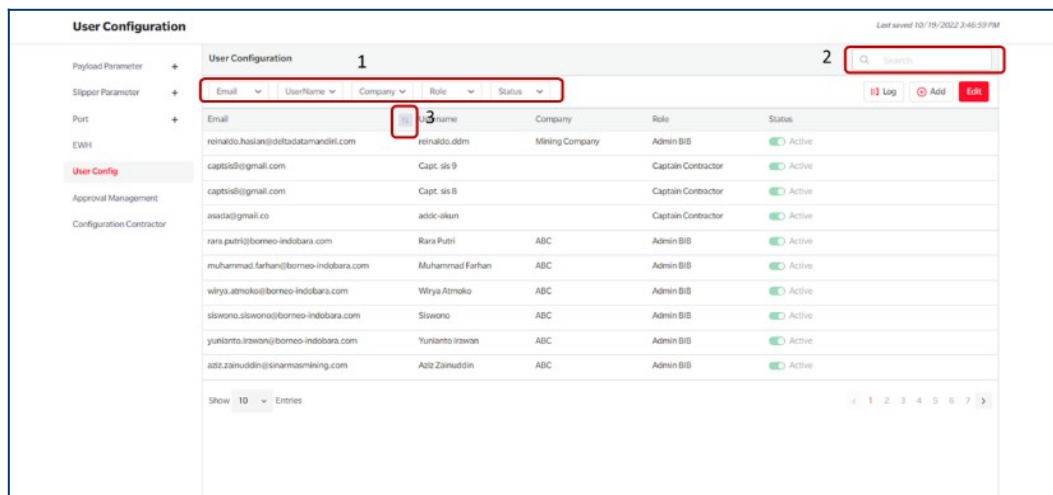 User Configuration
Last saved 10/19/2022 3:46:59 PM
Payload Parameter +
Slipper Parameter +
Port +
EWH
User Config
Approval Management
Configuration Contractor
User Configuration 1 2 Search
Email UserName Company Role Status Log Add Edit
Email 3 Username Company Role Status
reinaldo.hasian@deltadatamandiri.com reinaldo.ddm Mining Company Admin BIB Active
captsis9@gmail.com Capt. sis 9 Captain Contractor Active
captsis8@gmail.com Capt. sis 8 Captain Contractor Active
asada@gmail.co addc-akun Captain Contractor Active
rara.putri@borneo-indobara.com Rara Putri ABC Admin BIB Active
muhammad.farhan@borneo-indobara.com Muhammad Farhan ABC Admin BIB Active
wirya.atmoko@borneo-indobara.com Wirya Atmoko ABC Admin BIB Active
siswono.siswono@borneo-indobara.com Siswono ABC Admin BIB Active
yunianto.irawan@borneo-indobara.com Yunianto Irawan ABC Admin BIB Active
aziz.zainuddin@sinarmasmining.com Aziz Zainuddin ABC Admin BIB Active
Show 10 Entries < 1 2 3 4 5 6 7 >